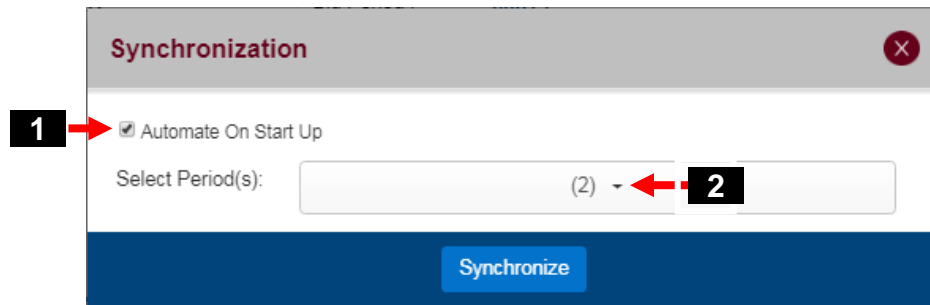 Synchronization
1
Automate On Start Up
Select Period(s):
(2)
2
Synchronize